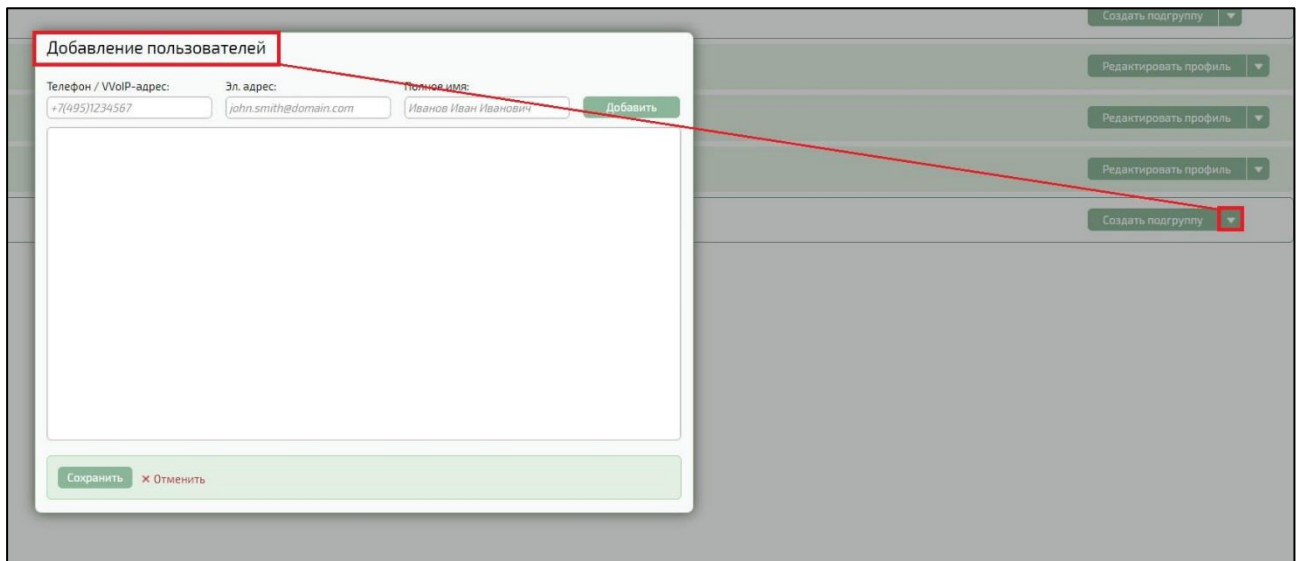 Создать подгруппу
Добавление пользователей
Редактировать профиль
Телефон / VVoIP-адрес:
Эл. адрес:
Полное имя:
+7(495)1234567
john.smith@domain.com
Иванов Иван Иванович
Добавить
Редактировать профиль
Редактировать профиль
Создать подгруппу
Сохранить
× Отменить